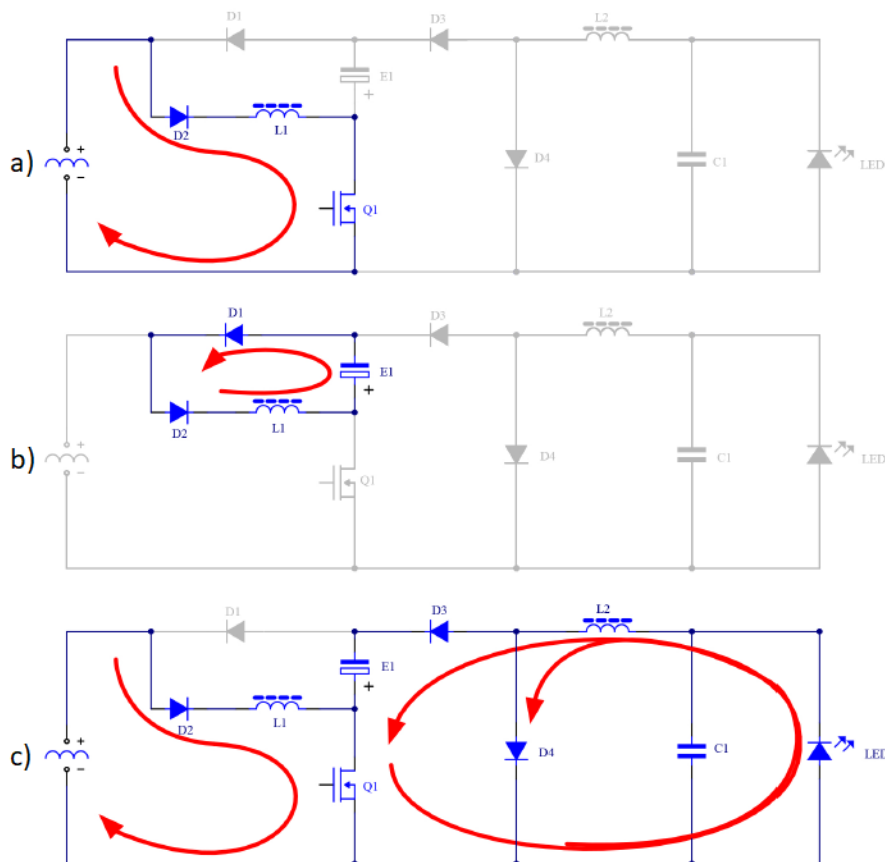 D1
D3
L2
E1
+
+
D2
L1
a)
D4
C1
LED
−
Q1
D1
D3
L2
E1
+
D2
L1
+
b)
D4
C1
LED
−
Q1
D1
D3
L2
E1
+
D2
L1
+
c)
D4
C1
LED
−
Q1